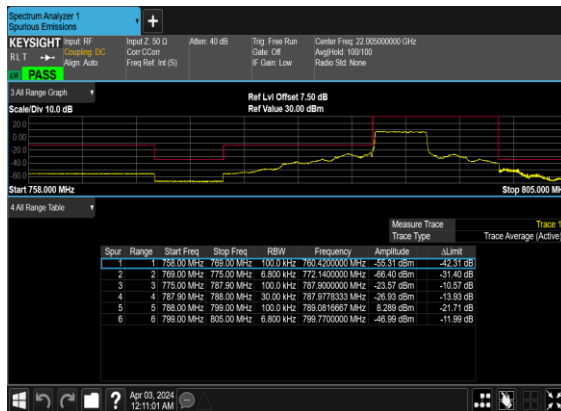 Spectrum Analyzer 1
Spurious Emissions
+
KEYSIGHT Input: RF Input Z: 50 Ω Atten: 40 dB Trig: Free Run Center Freq: 22.005000000 GHz
RLT Coupling: DC Corr CCorr Gate: Off Avg|Hold: 100/100
Align: Auto Freq Ref: Int (S) IF Gain: Low Radio Std: None
PASS
3 All Range Graph
Ref Lvl Offset 7.50 dB
Scale/Div 10.0 dB Ref Value 30.00 dBm
20.0
0.00
-20.0
-40.0
-60.0
Start 758.000 MHz Stop 805.000 MH
4 All Range Table
Measure Trace Trace 1
Trace Type Trace Average (Active)
Spur Range Start Freq Stop Freq RBW Frequency Amplitude ΔLimit
1 1 758.00 MHz 769.00 MHz 100.0 kHz 760.4200000 MHz -55.31 dBm -42.31 dB
2 2 769.00 MHz 775.00 MHz 6.800 kHz 772.1400000 MHz -66.40 dBm -31.40 dB
3 3 775.00 MHz 787.90 MHz 100.0 kHz 787.9000000 MHz -23.57 dBm -10.57 dB
4 4 787.90 MHz 788.00 MHz 30.00 kHz 787.9778333 MHz -26.93 dBm -13.93 dB
5 5 788.00 MHz 799.00 MHz 100.0 kHz 789.0816667 MHz 8.289 dBm -21.71 dB
6 6 799.00 MHz 805.00 MHz 6.800 kHz 799.7700000 MHz -46.99 dBm -11.99 dB
? Apr 03, 2024
12:11:01 AM